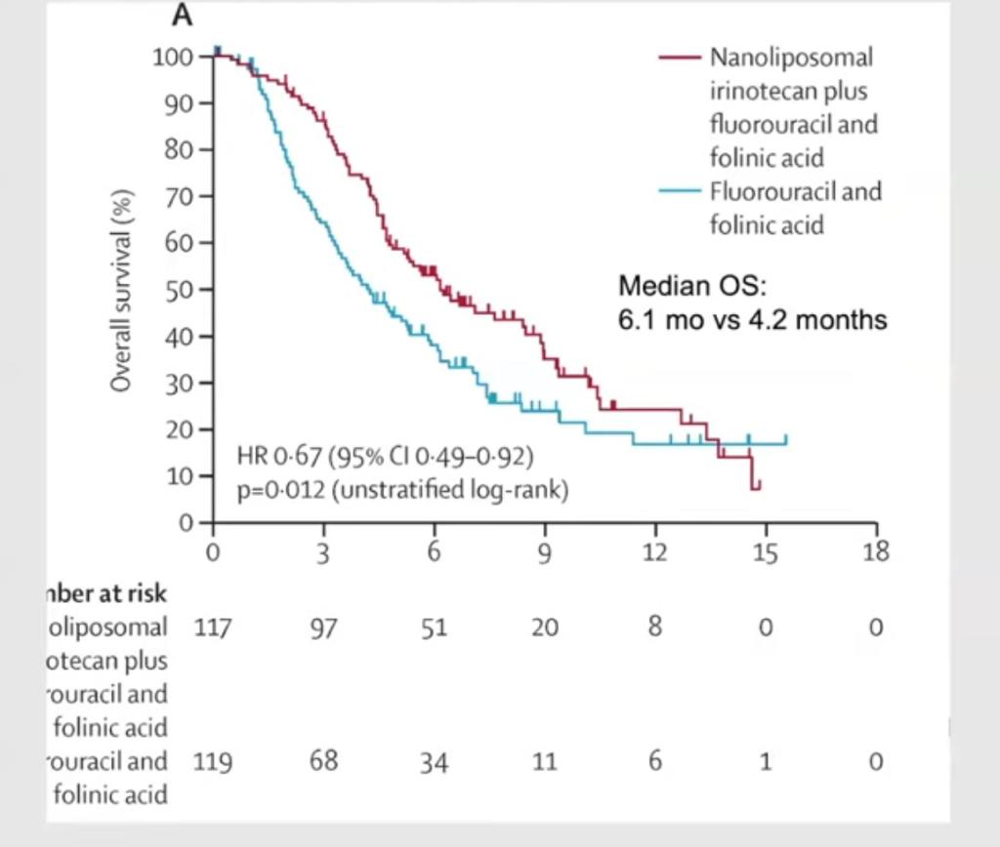 A
Nanoliposomal
irinotecan plus
fluorouracil and
folinic acid
Fluorouracil and
folinic acid
Overall survival (%)
100
90
80
70
60
50
40
30
20
10
0
Median OS:
6.1 mo vs 4.2 months
HR 0·67 (95% CI 0·49–0·92)
p=0·012 (unstratified log-rank)
0 3 6 9 12 15 18
nber at risk
oliposomal 117 97 51 20 8 0 0
otecan plus
rouracil and
folinic acid
rouracil and 119 68 34 11 6 1 0
folinic acid